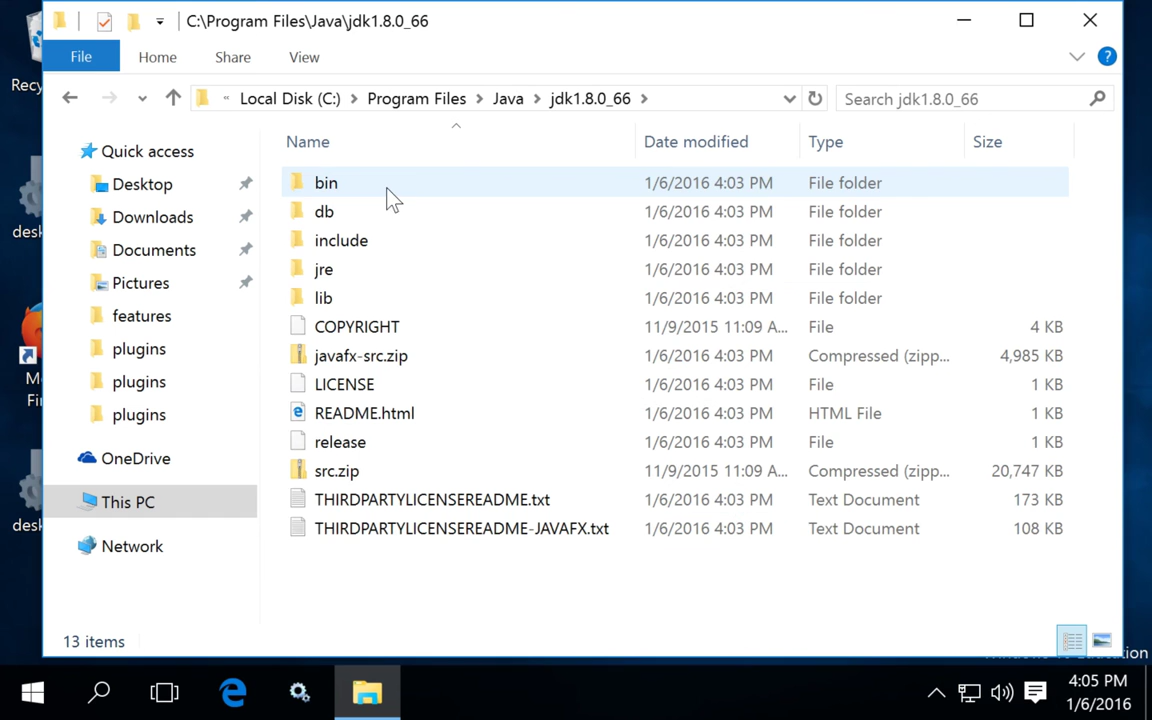 C:\Program Files\Java\jdk1.8.0_66
File Home Share View
« Local Disk (C:) Program Files Java jdk1.8.0_66 Search jdk1.8.0_66
Name Date modified Type Size
Quick access
Desktop
Downloads
Documents
Pictures
features
plugins
plugins
plugins
OneDrive
This PC
Network
bin 1/6/2016 4:03 PM File folder
db 1/6/2016 4:03 PM File folder
include 1/6/2016 4:03 PM File folder
jre 1/6/2016 4:03 PM File folder
lib 1/6/2016 4:03 PM File folder
COPYRIGHT 11/9/2015 11:09 A... File 4 KB
javafx-src.zip 1/6/2016 4:03 PM Compressed (zipp... 4,985 KB
LICENSE 1/6/2016 4:03 PM File 1 KB
README.html 1/6/2016 4:03 PM HTML File 1 KB
release 1/6/2016 4:03 PM File 1 KB
src.zip 11/9/2015 11:09 A... Compressed (zipp... 20,747 KB
THIRDPARTYLICENSEREADME.txt 1/6/2016 4:03 PM Text Document 173 KB
THIRDPARTYLICENSEREADME-JAVAFX.txt 1/6/2016 4:03 PM Text Document 108 KB
13 items
Recy
desk
M
Fir
desk
4:05 PM
1/6/2016